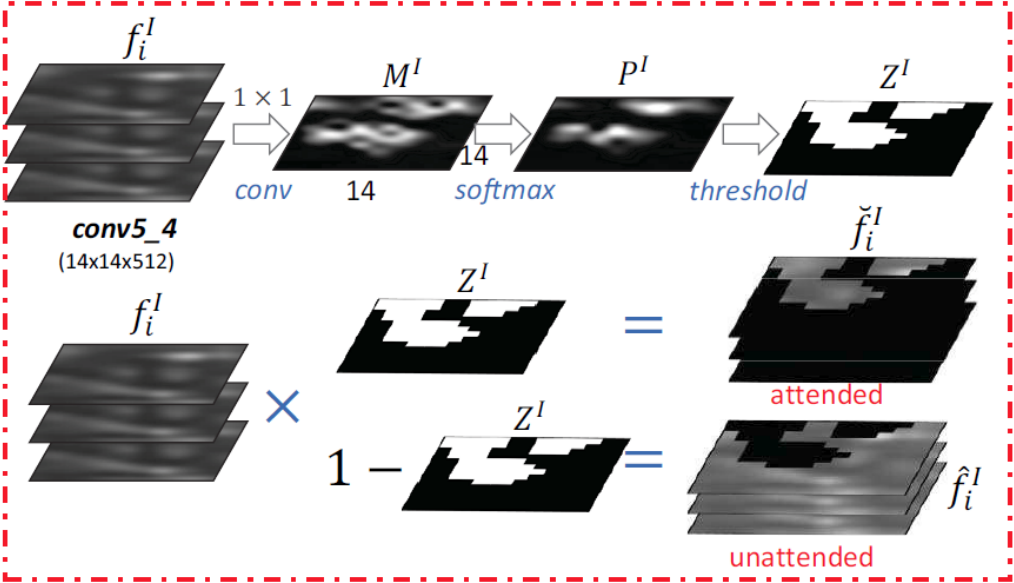 f_i^I
M^I
P^I
Z^I
1 × 1
conv
14
14
softmax
threshold
conv5_4
(14x14x512)
f_i^I
×
Z^I
=
f̆_i^I
attended
1 − Z^I
=
f̂_i^I
unattended